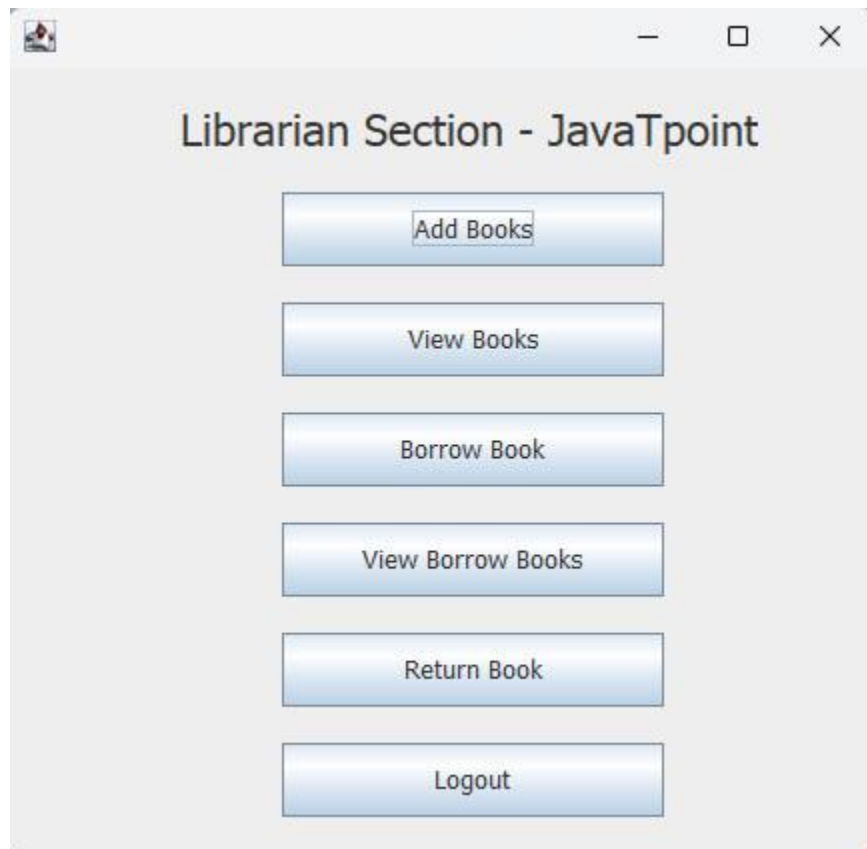 Librarian Section - JavaTpoint
Add Books
View Books
Borrow Book
View Borrow Books
Return Book
Logout